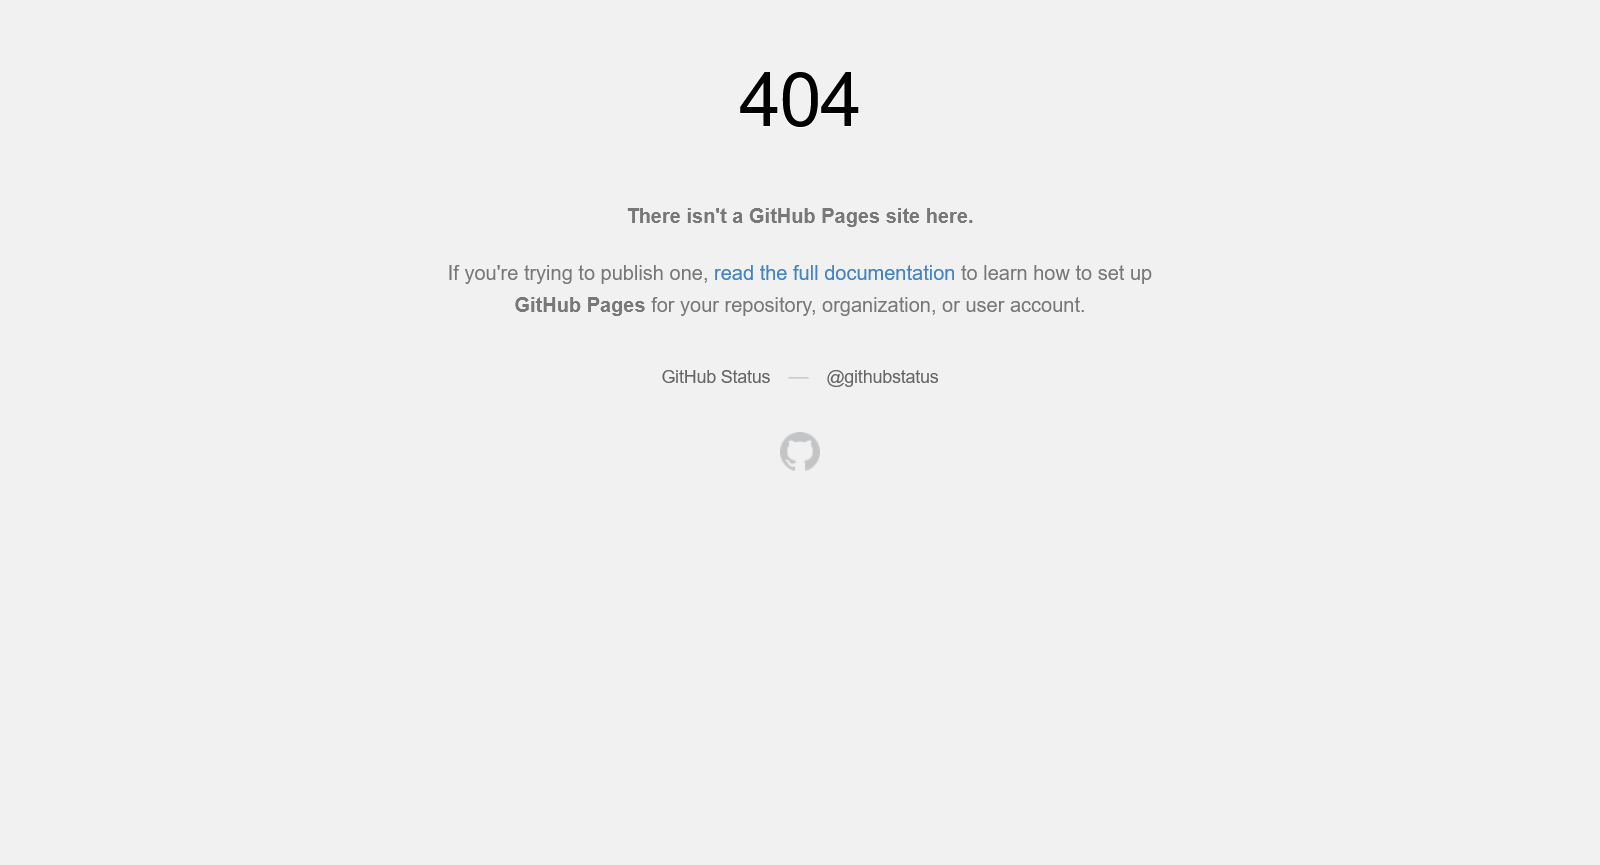 404
There isn't a GitHub Pages site here.
If you're trying to publish one, read the full documentation to learn how to set up
GitHub Pages for your repository, organization, or user account.
GitHub Status — @githubstatus